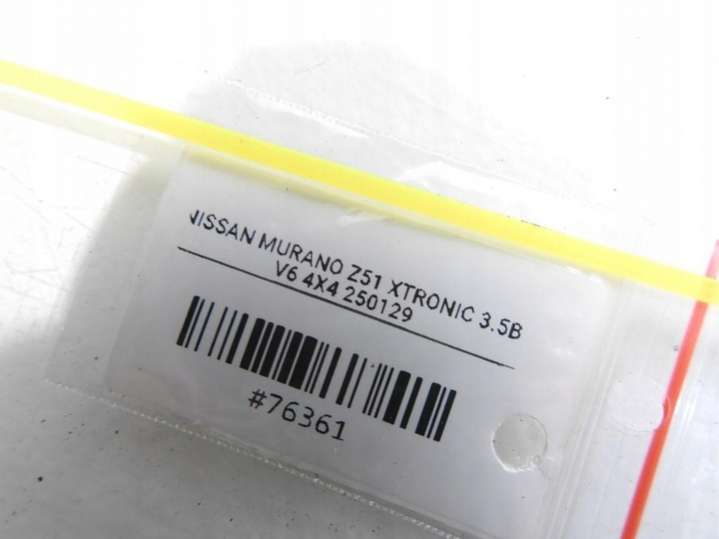 NISSAN MURANO Z51 XTRONIC 3.5B
V6 4X4 250129
#76361